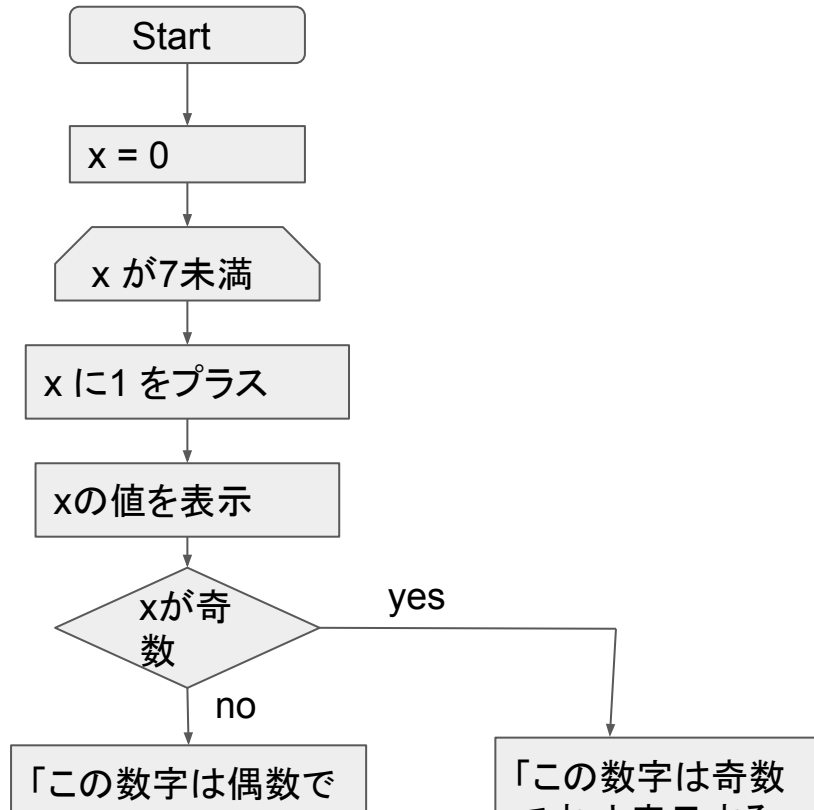 Start
x = 0
x が7未満
x に1 をプラス
xの値を表示
xが奇
数
yes
no
「この数字は偶数で
「この数字は奇数